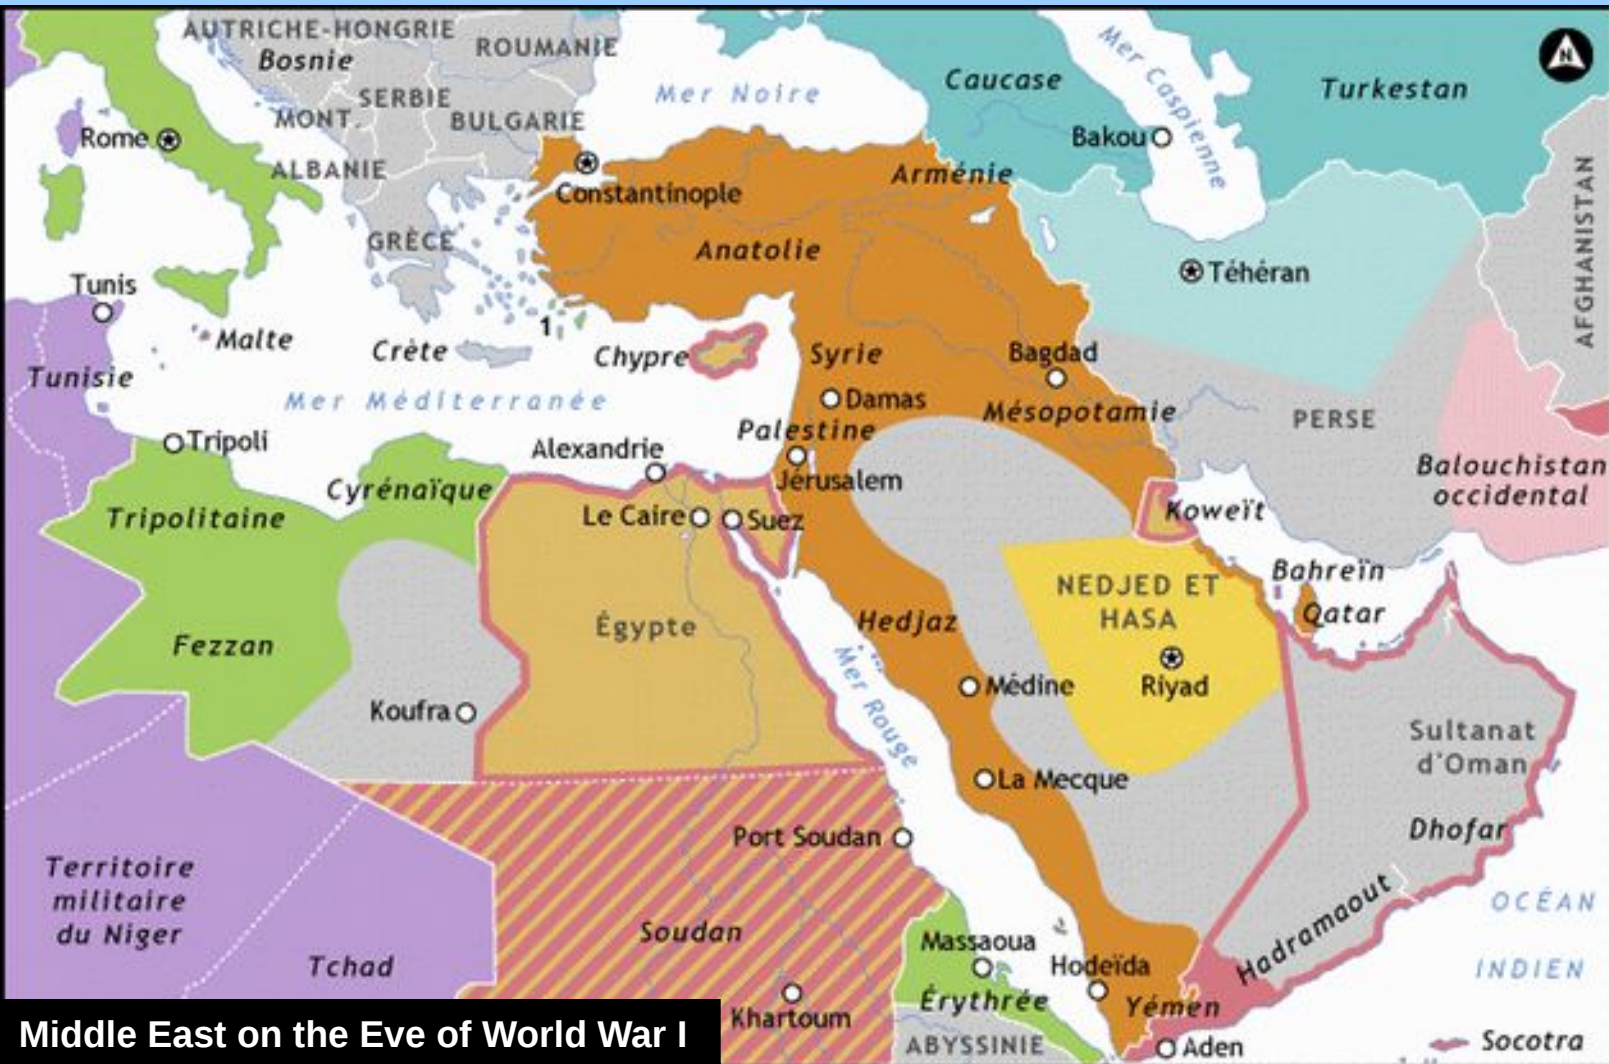 AUTRICHE-HONGRIE
Bosnie
ROUMANIE
SERBIE
MONT.
BULGARIE
ALBANIE
GRÈCE
Mer Noire
Caucase
Mer Caspienne
Turkestan
N
Bakou
Rome
Constantinople
Arménie
Anatolie
Téhéran
AFGHANISTAN
Tunis
Malte
Crète
1
Chypre
Syrie
Bagdad
Tunisie
Mer Méditerranée
Damas
Mésopotamie
PERSE
Palestine
Tripoli
Alexandrie
Jérusalem
Balouchistan
occidental
Cyrénaïque
Tripolitaine
Le Caire
Suez
Koweït
Bahreïn
Qatar
NEDJED ET
HASA
Riyad
Égypte
Hedjaz
Fezzan
Mer Rouge
Médine
Koufra
Sultanat
d'Oman
La Mecque
Dhofar
Port Soudan
Territoire
militaire
du Niger
Hadramaout
OCÉAN
INDIEN
Soudan
Tchad
Massaoua
Hodeïda
Érythrée
Yémen
Khartoum
ABYSSINIE
Aden
Socotra
Middle East on the Eve of World War I